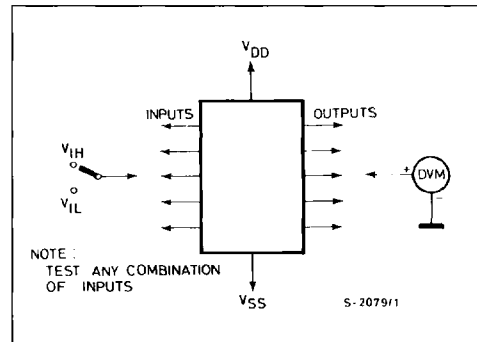 VDD
INPUTS
OUTPUTS
VIH
VIL
+
DVM
-
NOTE :
TEST ANY COMBINATION
OF INPUTS
VSS
S-2079/1